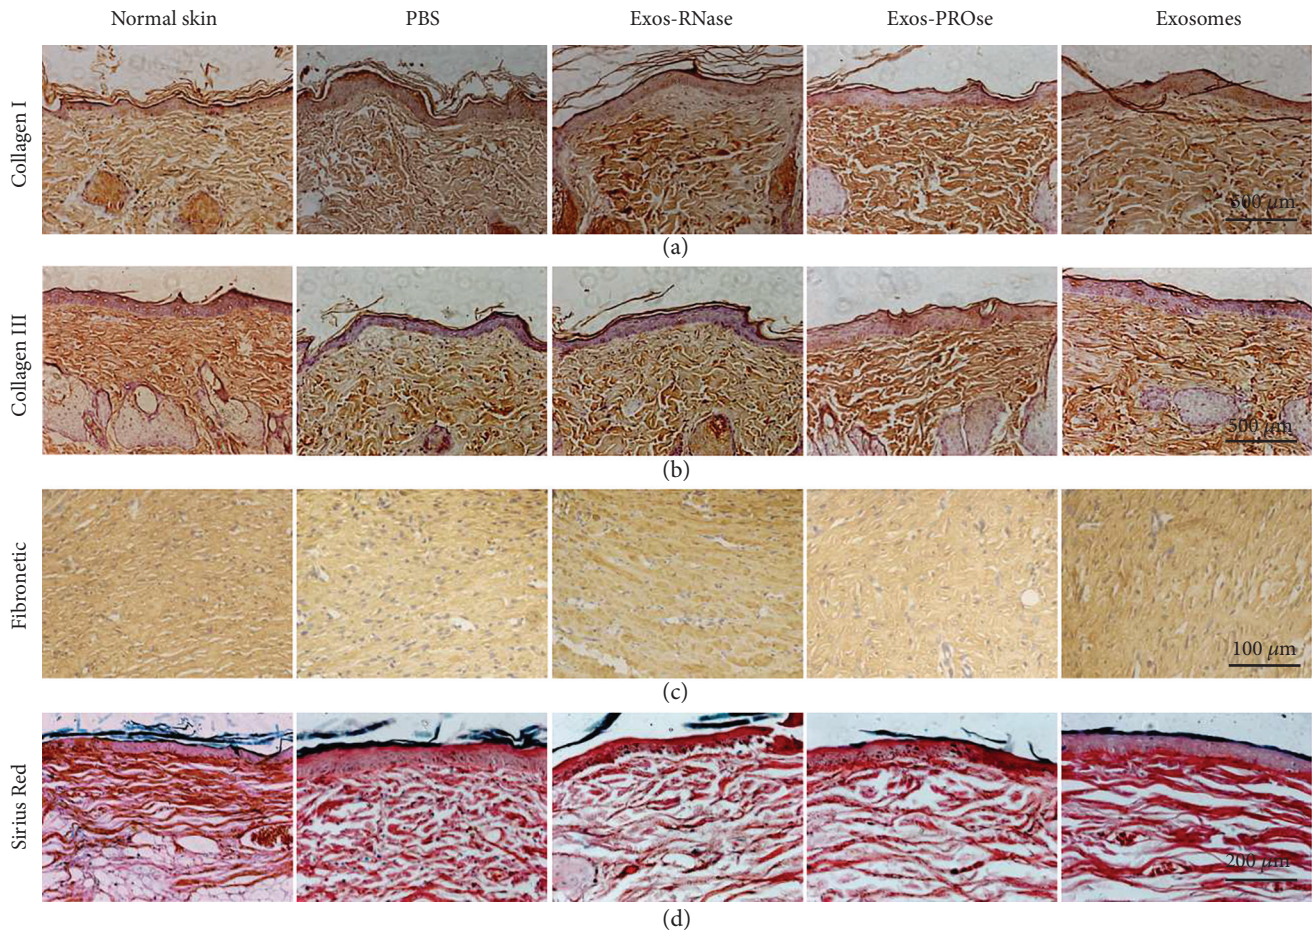 Normal skin PBS Exos-RNase Exos-PROse Exosomes
Collagen I
500 μm
(a)
Collagen III
500 μm
(b)
Fibronetic
100 μm
(c)
Sirius Red
200 μm
(d)